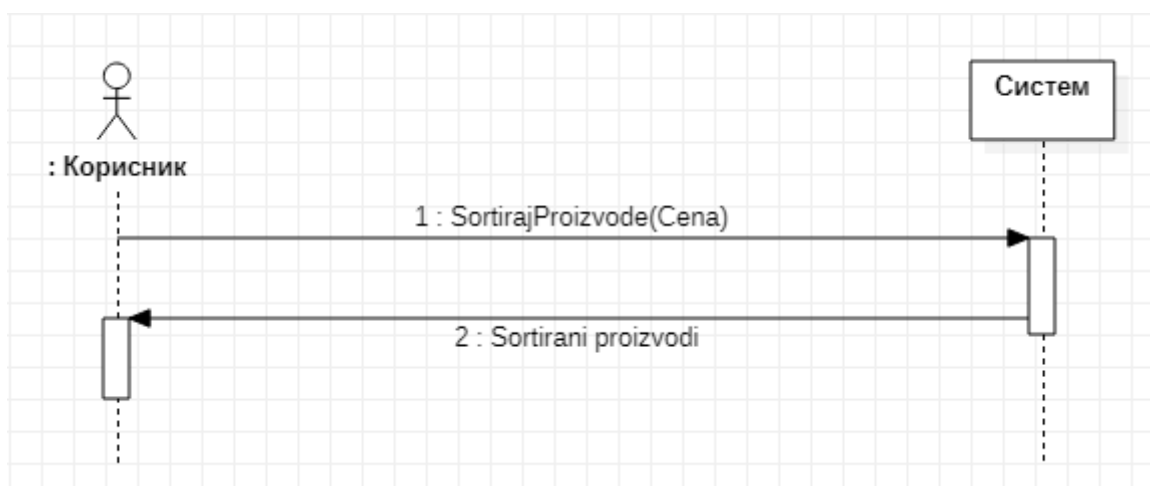 Систем
: Корисник
1 : SortirajProizvode(Cena)
2 : Sortirani proizvodi